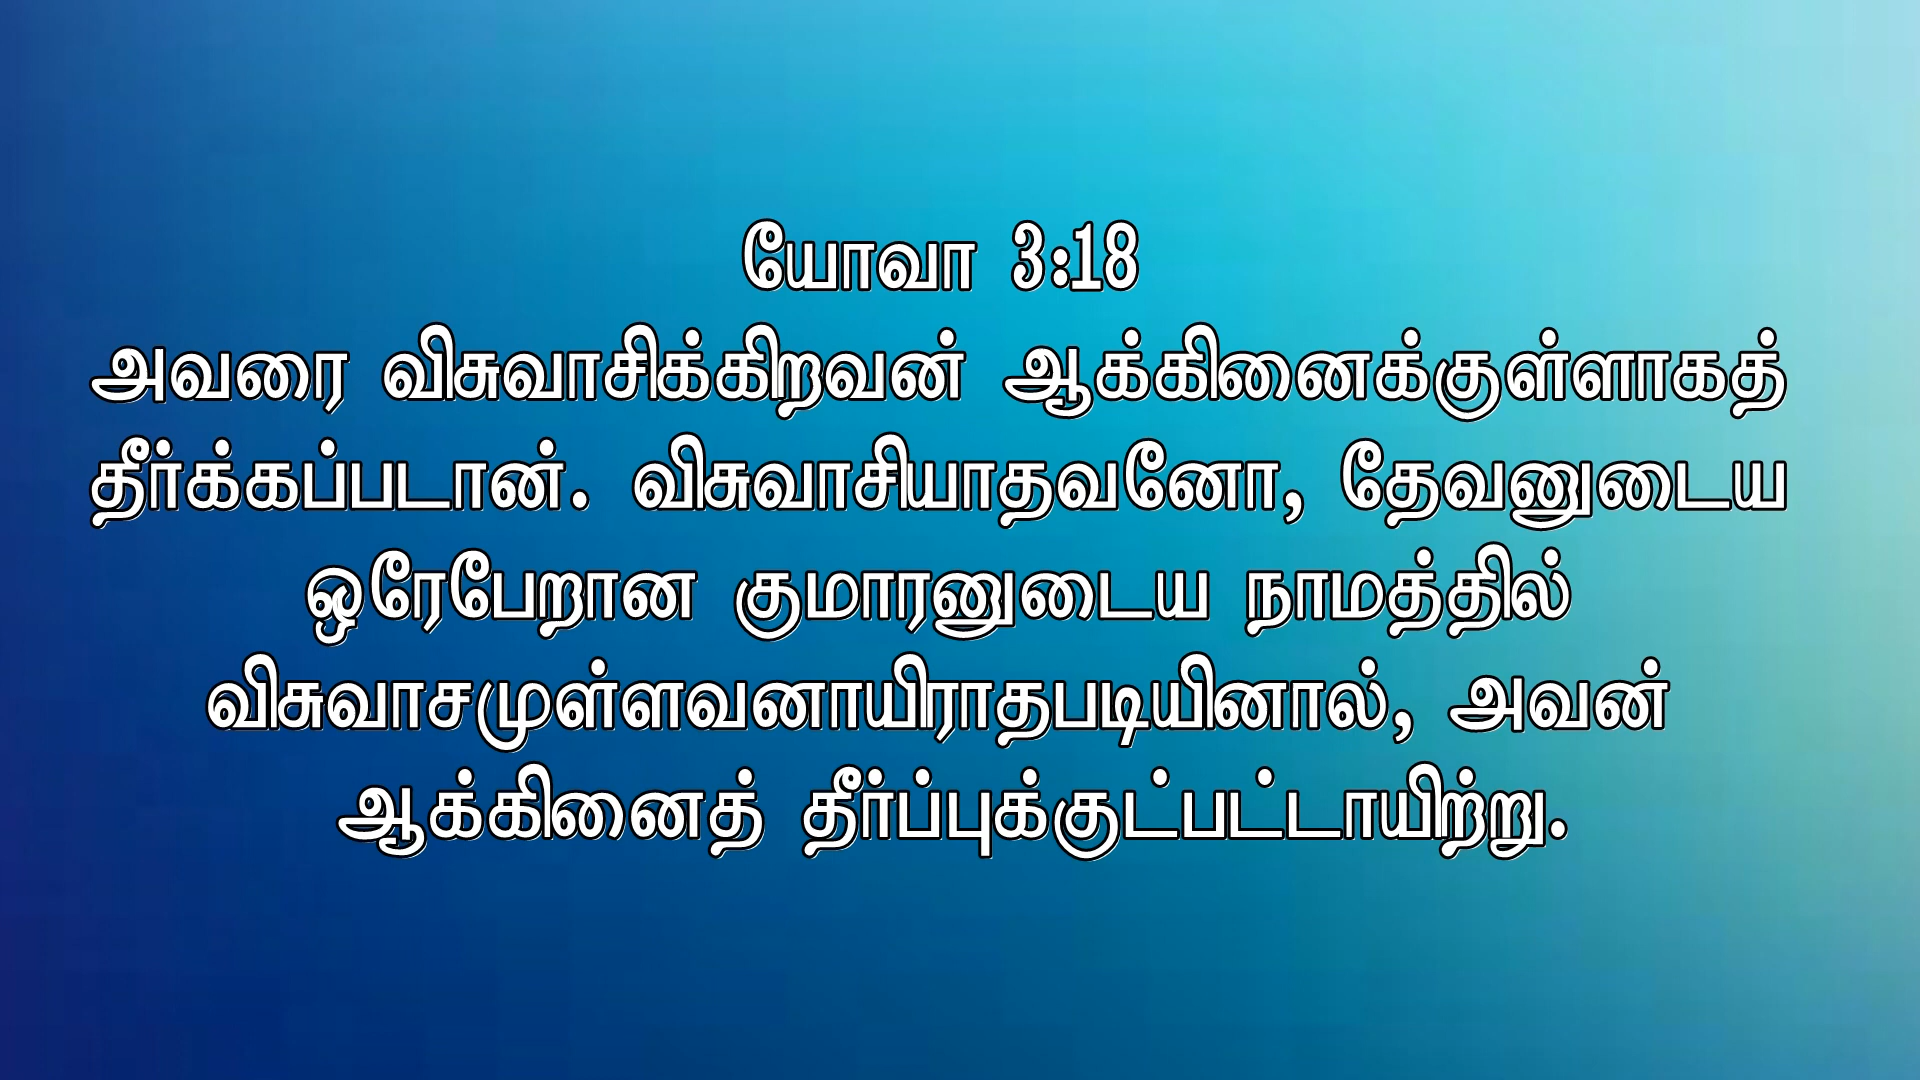 யோவா 3:18
அவரை விசுவாசிக்கிறவன் ஆக்கினைக்குள்ளாகத்
தீர்க்கப்படான். விசுவாசியாதவனோ, தேவனுடைய
ஒரேபேறான குமாரனுடைய நாமத்தில்
விசுவாசமுள்ளவனாயிராதபடியினால், அவன்
ஆக்கினைத் தீர்ப்புக்குட்பட்டாயிற்று.